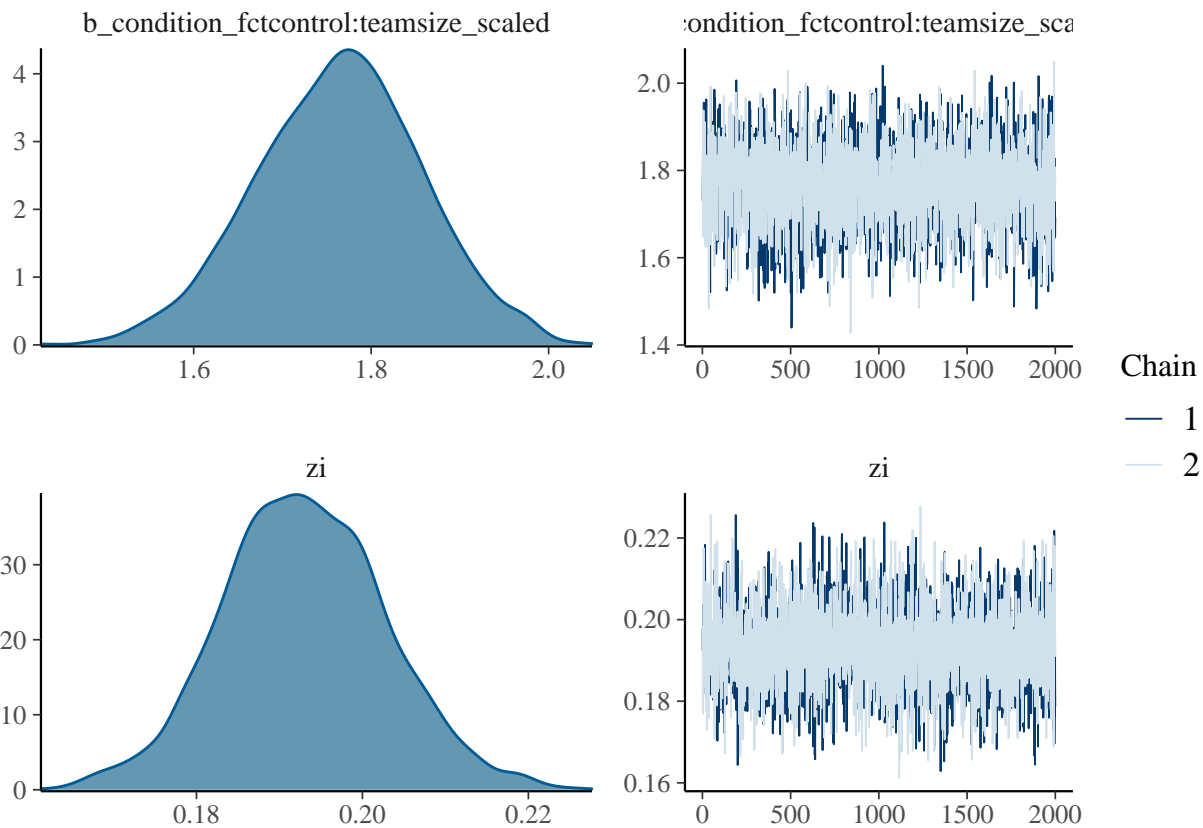 b_condition_fctcontrol:teamsize_scaled
condition_fctcontrol:teamsize_sca
4
3
2
1
0
1.6 1.8 2.0
2.0
1.8
1.6
1.4
0 500 1000 1500 2000
Chain
1
2
zi
zi
30
20
10
0
0.18 0.20 0.22
0.22
0.20
0.18
0.16
0 500 1000 1500 2000